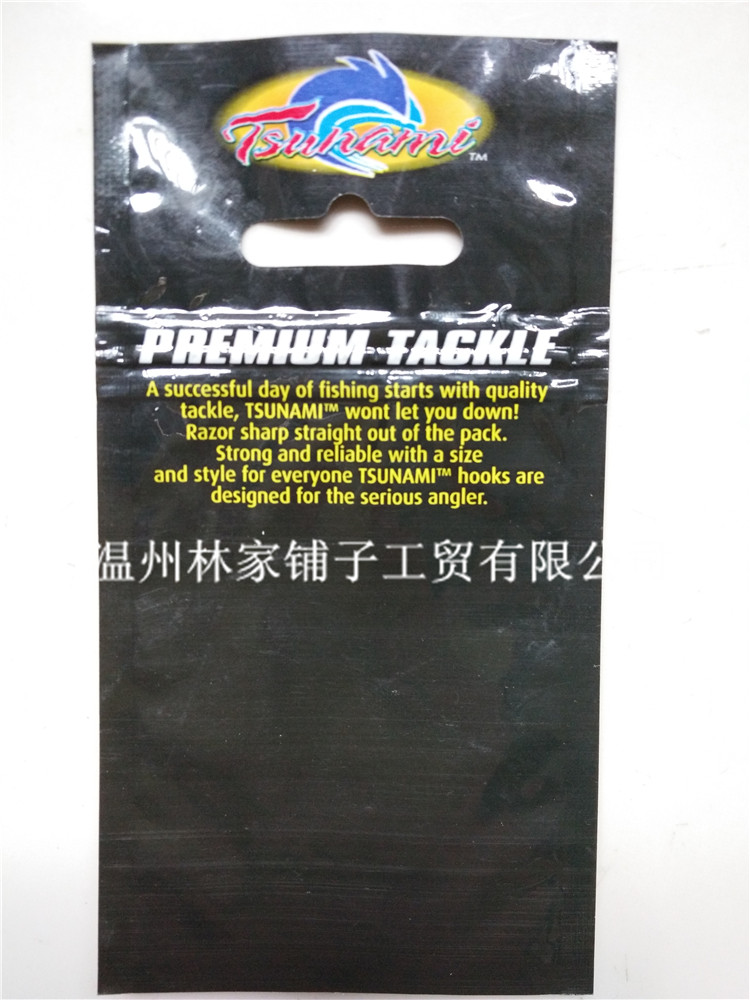 Tsunami™
PREMIUM TACKLE
A successful day of fishing starts with quality
tackle, TSUNAMI™ wont let you down!
Razor sharp straight out of the pack.
Strong and reliable with a size
and style for everyone TSUNAMI™ hooks are
designed for the serious angler.
温州林家铺子工贸有限公